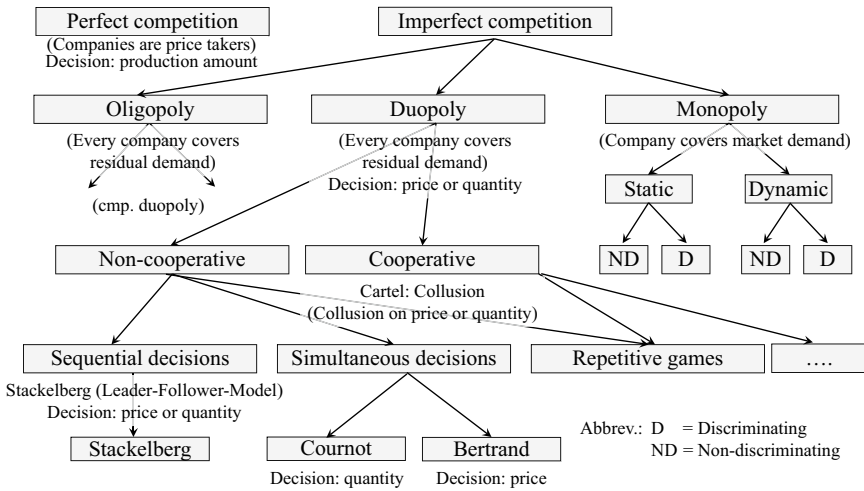 Perfect competition
Imperfect competition
(Companies are price takers)
Decision: production amount
Oligopoly
Duopoly
Monopoly
(Every company covers
residual demand)
(Every company covers
residual demand)
Decision: price or quantity
(Company covers market demand)
(cmp. duopoly)
Static
Dynamic
ND
D
ND
D
Non-cooperative
Cooperative
Cartel: Collusion
(Collusion on price or quantity)
Sequential decisions
Simultaneous decisions
Repetitive games
....
Stackelberg (Leader-Follower-Model)
Decision: price or quantity
Stackelberg
Cournot
Bertrand
Decision: quantity
Decision: price
Abbrev.: D = Discriminating
ND = Non-discriminating